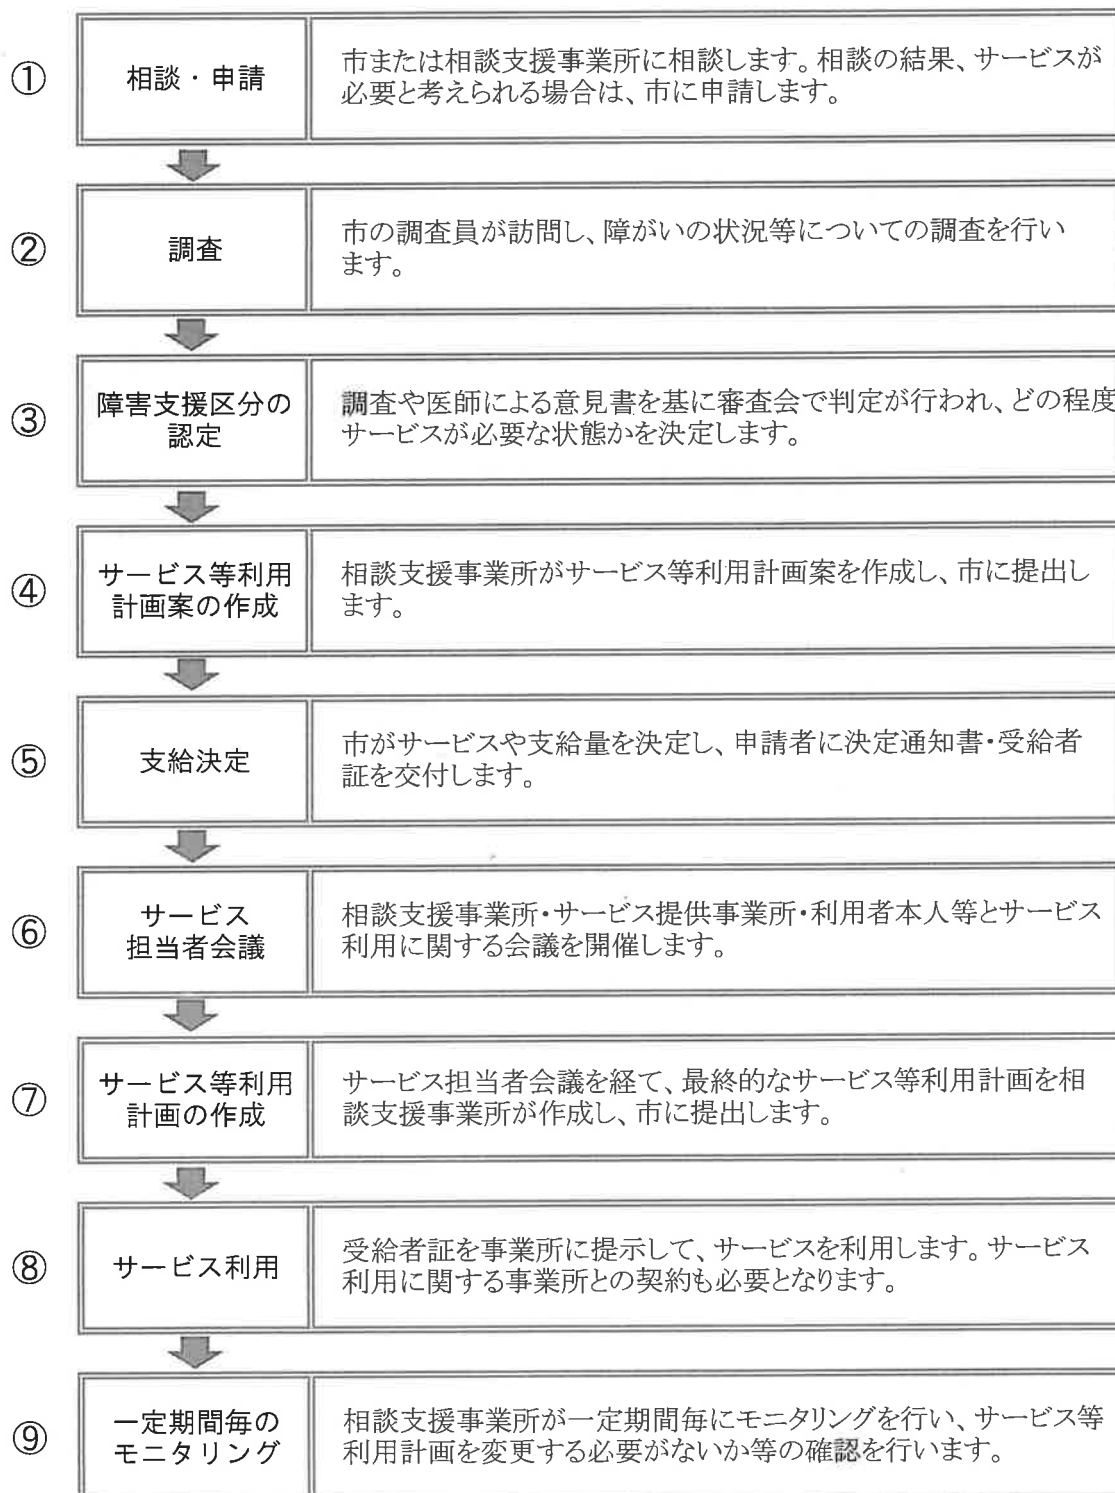 ①
相談・申請
市または相談支援事業所に相談します。相談の結果、サービスが
必要と考えられる場合は、市に申請します。
②
調査
市の調査員が訪問し、障がいの状況等についての調査を行い
ます。
③
障害支援区分の
認定
調査や医師による意見書を基に審査会で判定が行われ、どの程度
サービスが必要な状態かを決定します。
④
サービス等利用
計画案の作成
相談支援事業所がサービス等利用計画案を作成し、市に提出し
ます。
⑤
支給決定
市がサービスや支給量を決定し、申請者に決定通知書・受給者
証を交付します。
⑥
サービス
担当者会議
相談支援事業所・サービス提供事業所・利用者本人等とサービス
利用に関する会議を開催します。
⑦
サービス等利用
計画の作成
サービス担当者会議を経て、最終的なサービス等利用計画を相
談支援事業所が作成し、市に提出します。
⑧
サービス利用
受給者証を事業所に提示して、サービスを利用します。サービス
利用に関する事業所との契約も必要となります。
⑨
一定期間毎の
モニタリング
相談支援事業所が一定期間毎にモニタリングを行い、サービス等
利用計画を変更する必要がないか等の確認を行います。